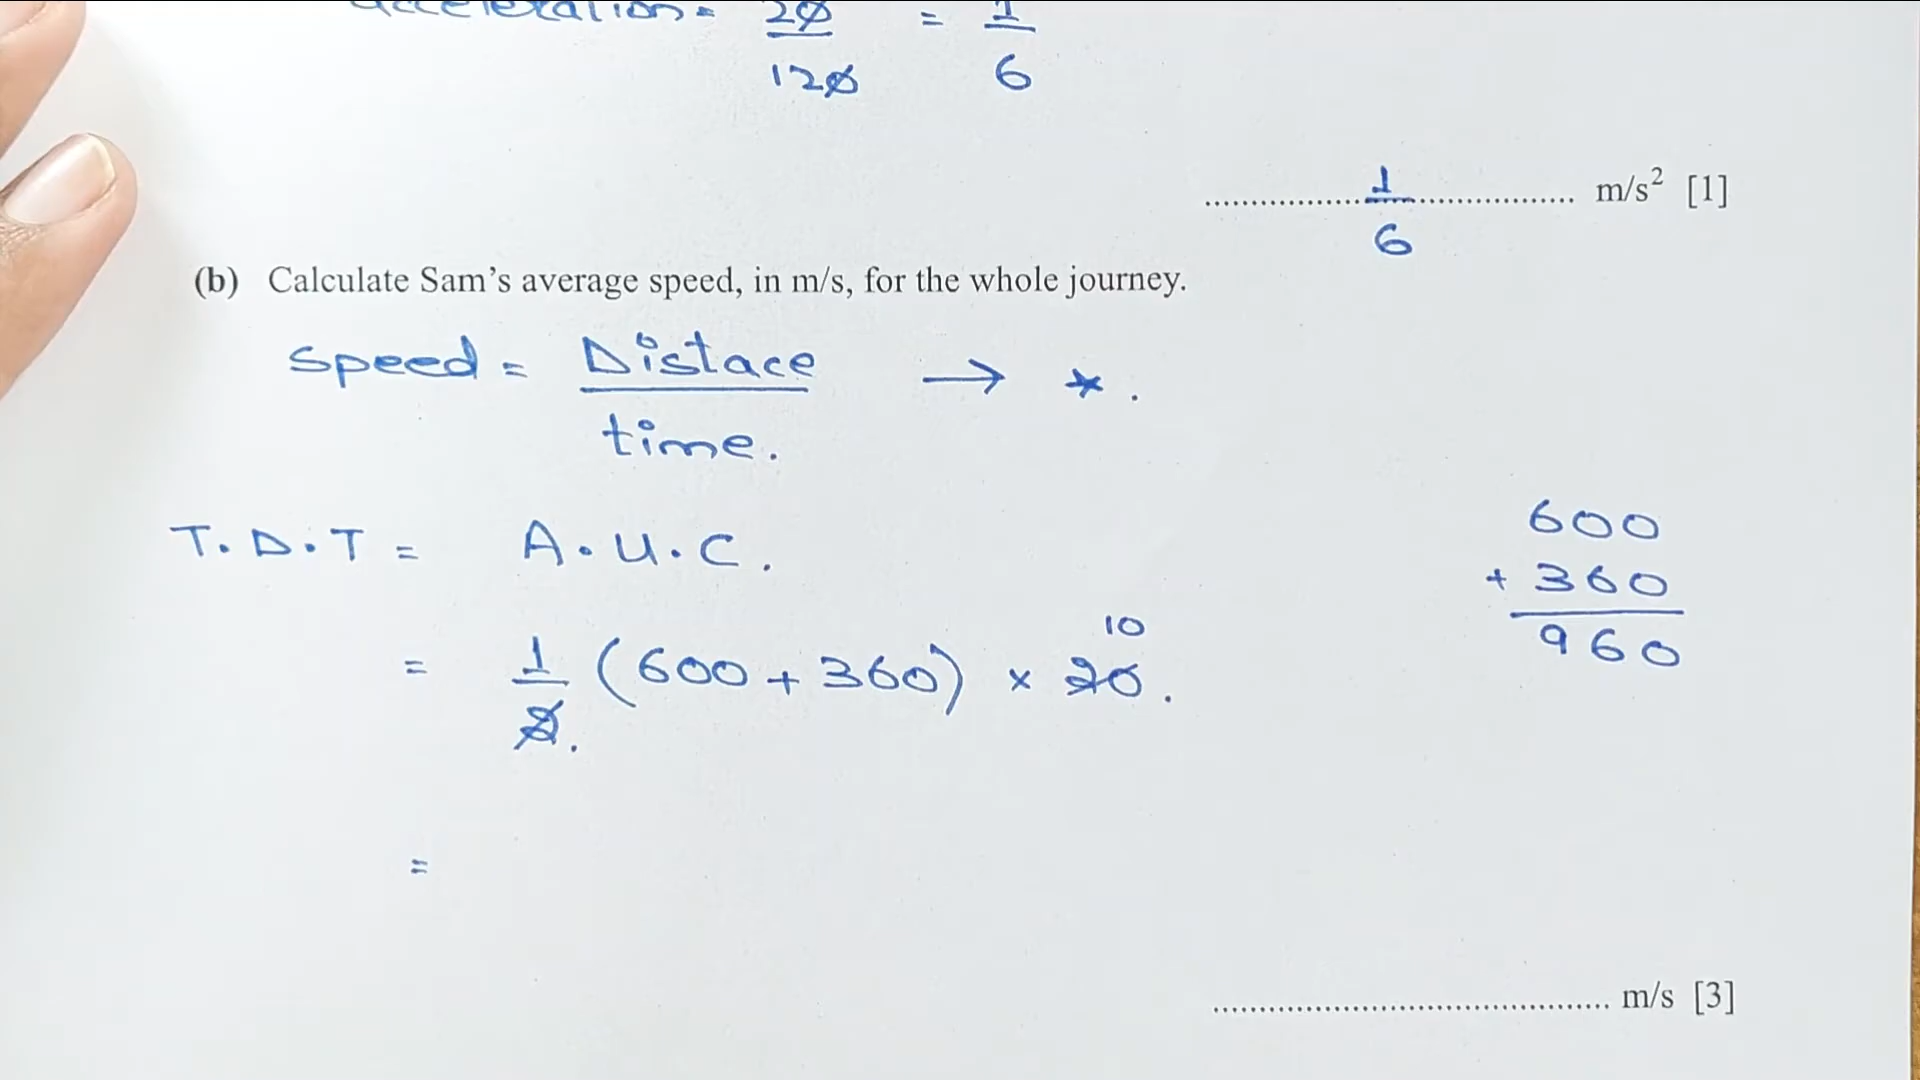 acceleration = 20 = 1
120 6
1
............................................ m/s² [1]
6
(b) Calculate Sam's average speed, in m/s, for the whole journey.
speed = Distace → *.
time.
T.D.T = A.U.C.
= 1 (600 + 360) × 20. 10
2.
=
600
+ 360
960
............................................ m/s [3]